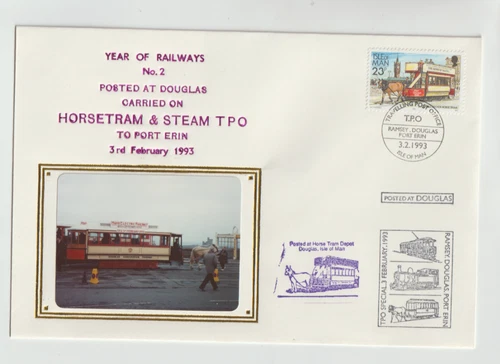 YEAR OF RAILWAYS
No. 2
POSTED AT DOUGLAS
CARRIED ON
HORSETRAM & STEAM TPO
TO PORT ERIN
3rd February 1993
ISLE OF
MAN
23p
TRAVELLING POST OFFICE
T.P.O
RAMSEY DOUGLAS
PORT ERIN
3.2.1993
ISLE OF MAN
POSTED AT DOUGLAS
Posted at Horse Tram Depot
Douglas, Isle of Man
TPO SPECIAL 3 FEBRUARY, 1993
RAMSEY-DOUGLAS PORT ERIN